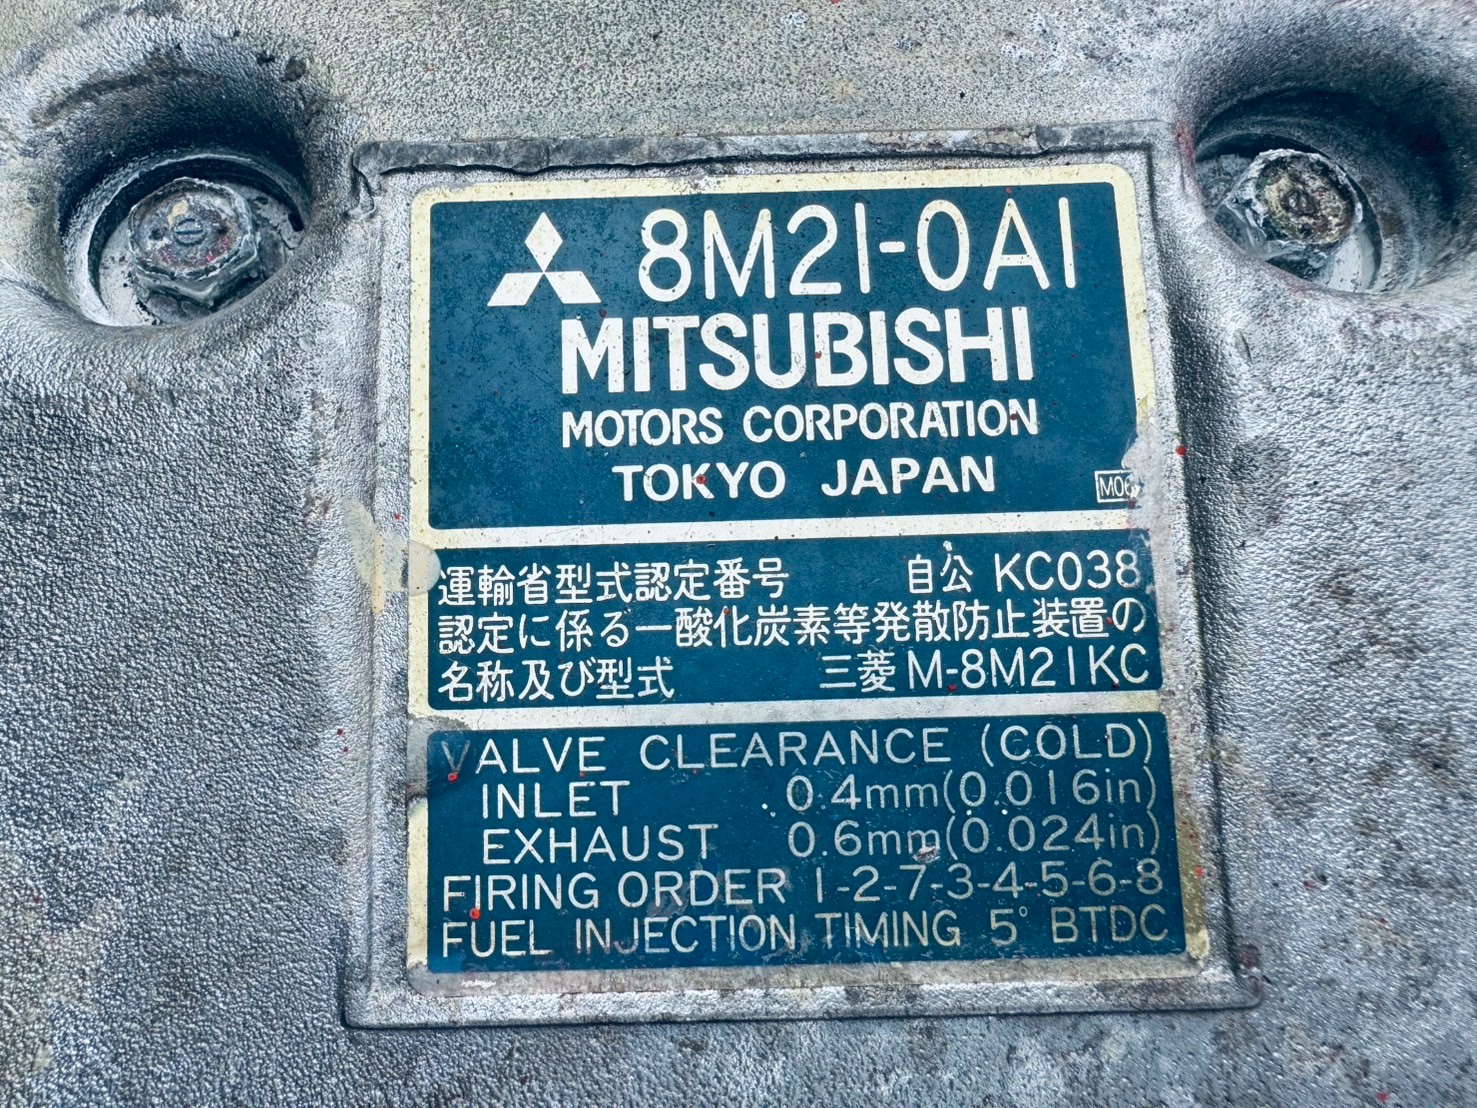 8M21-0A1
MITSUBISHI
MOTORS CORPORATION
TOKYO JAPAN
運輸省型式認定番号 自公 KC038
認定に係る一酸化炭素等発散防止装置の
名称及び型式 三菱 M-8M21KC
VALVE CLEARANCE (COLD)
INLET 0.4mm(0.016in)
EXHAUST 0.6mm(0.024in)
FIRING ORDER 1-2-7-3-4-5-6-8
FUEL INJECTION TIMING 5° BTDC